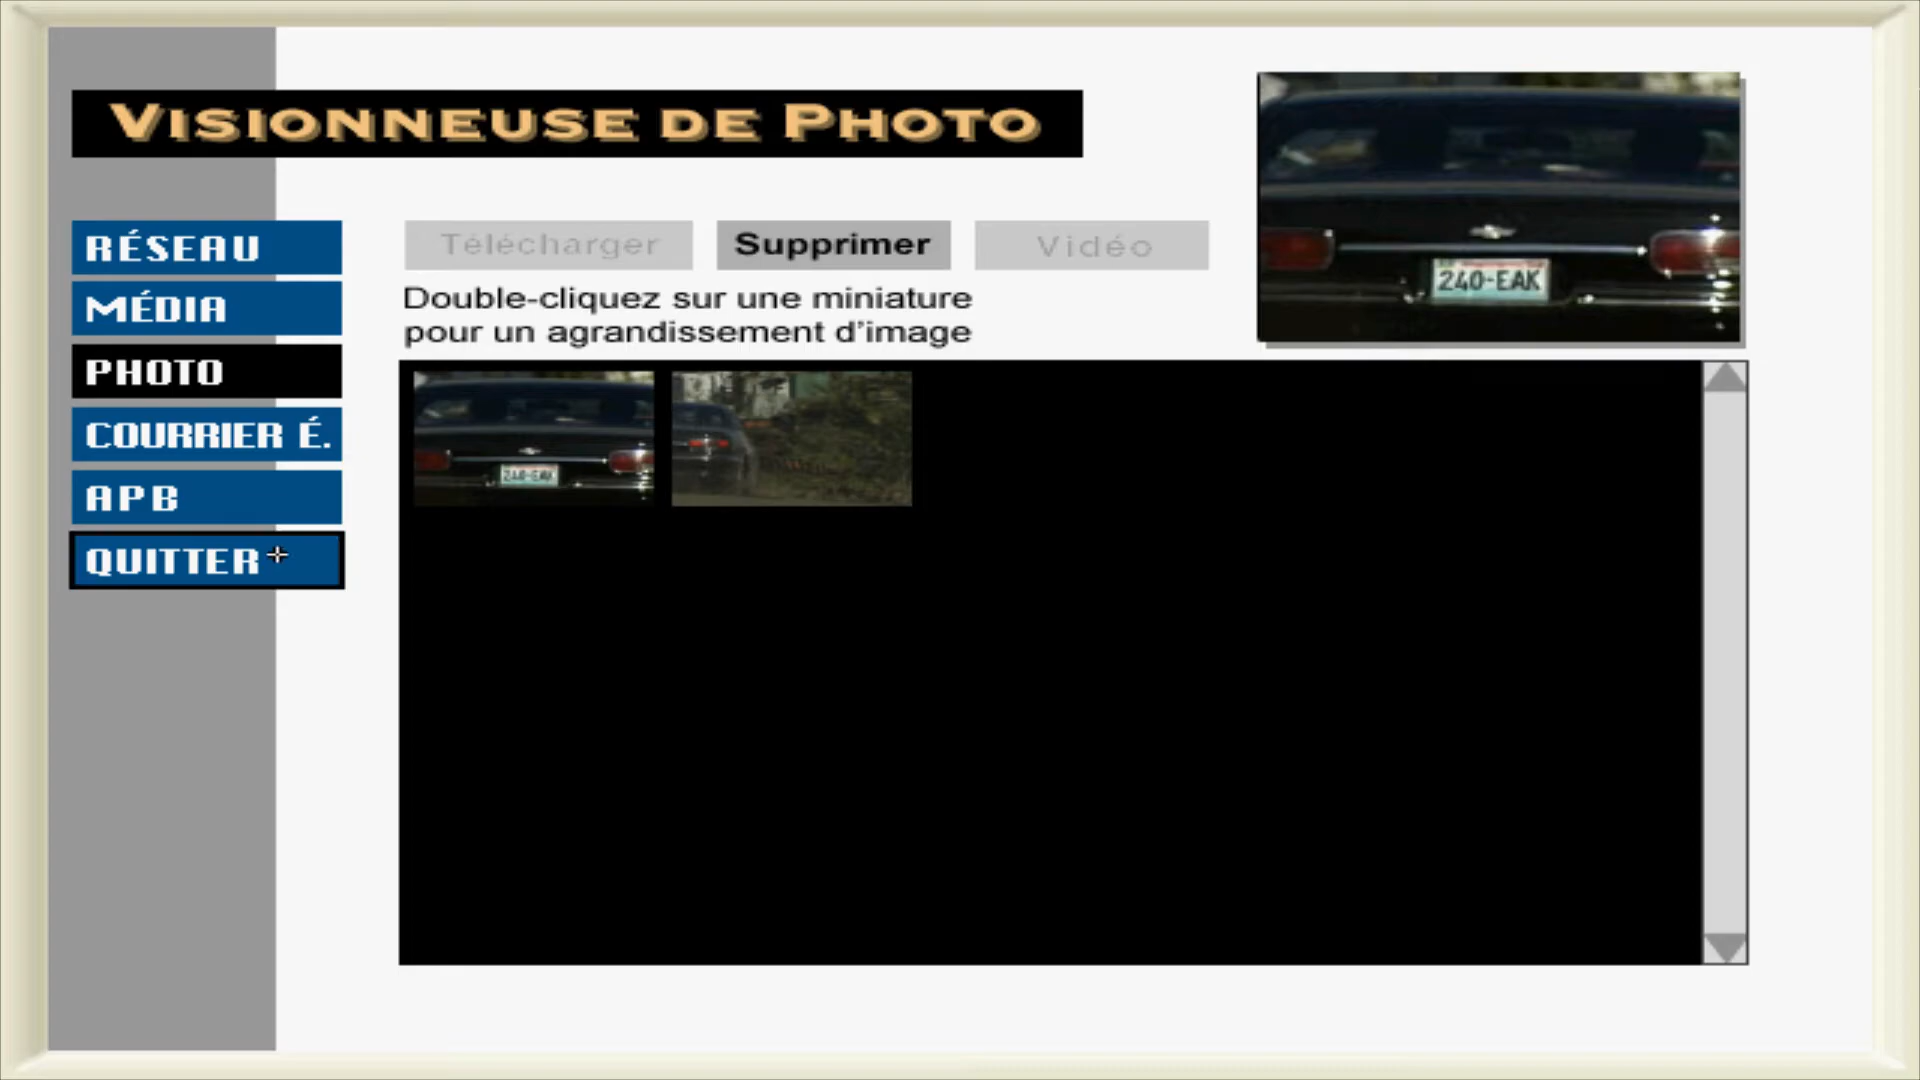 VISIONNEUSE DE PHOTO
RÉSEAU
MÉDIA
PHOTO
COURRIER É.
APB
QUITTER
Télécharger
Supprimer
Vidéo
Double-cliquez sur une miniature
pour un agrandissement d'image
240-EAK
240-EAK